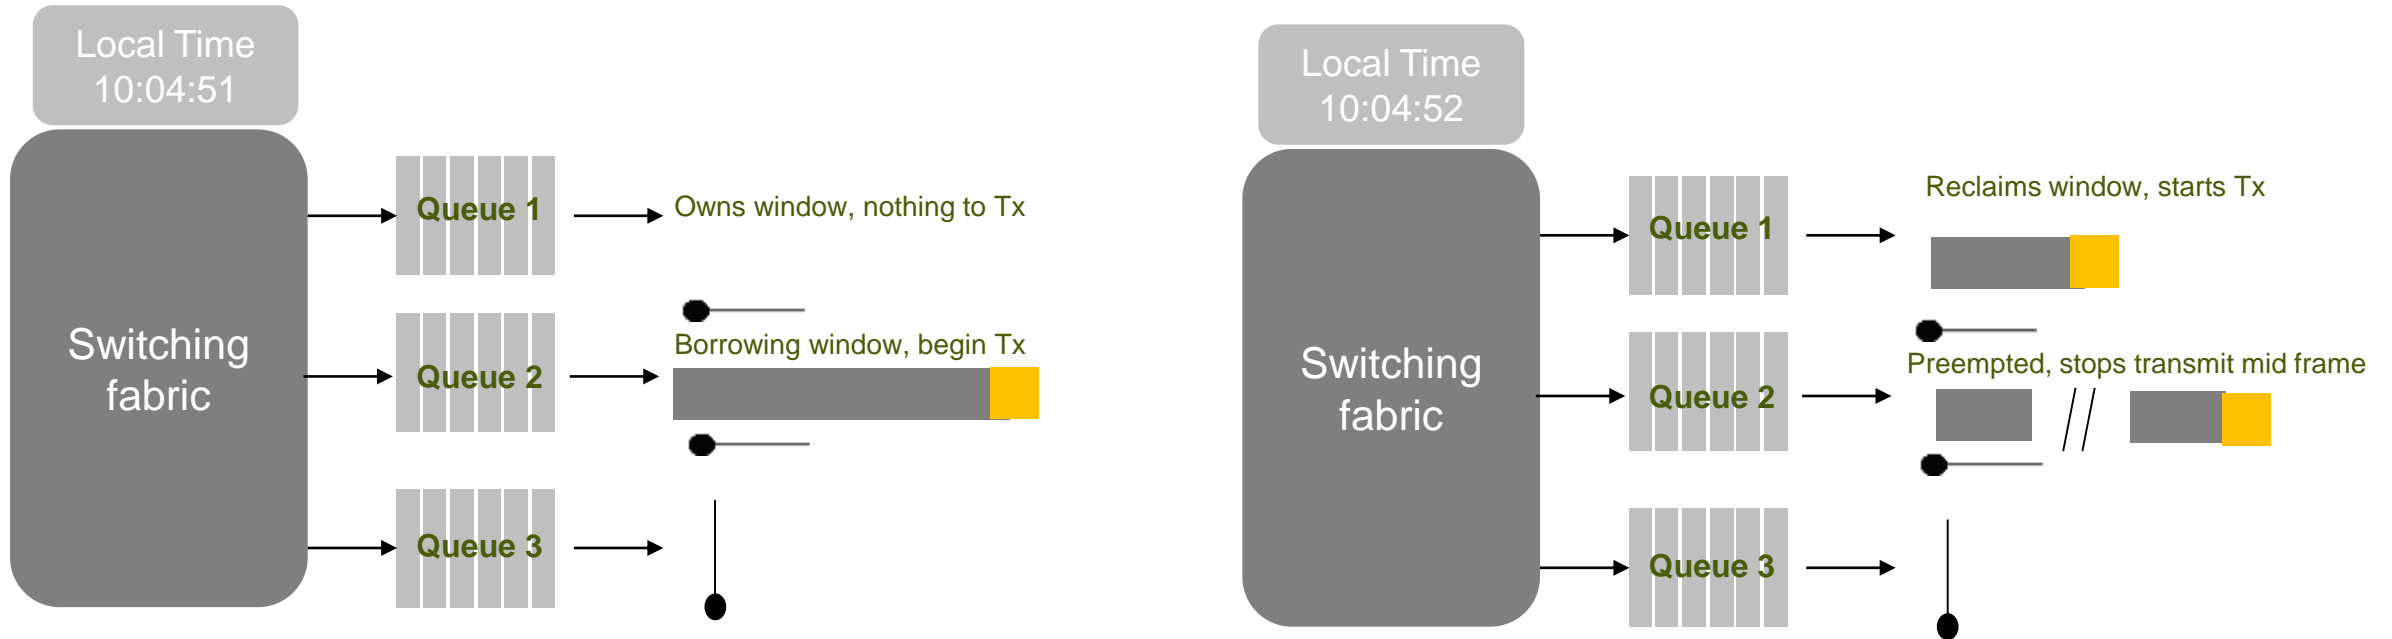 Local Time
10:04:51
Switching
fabric
Queue 1
Owns window, nothing to Tx
Queue 2
Borrowing window, begin Tx
Queue 3
Local Time
10:04:52
Switching
fabric
Queue 1
Reclaims window, starts Tx
Queue 2
Preempted, stops transmit mid frame
Queue 3